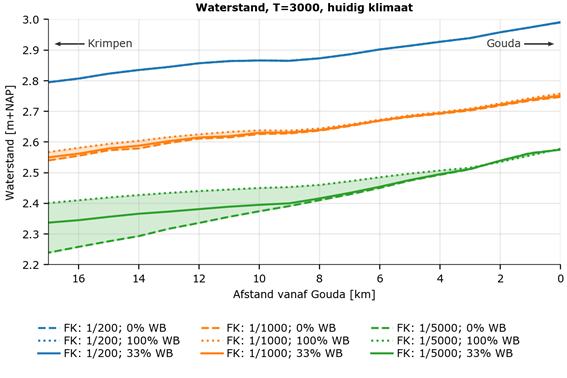 Waterstand, T=3000, huidig klimaat
3.0
2.9
2.8
2.7
2.6
2.5
2.4
2.3
2.2
Waterstand [m+NAP]
Krimpen
Gouda
16 14 12 10 8 6 4 2 0
Afstand vanaf Gouda [km]
FK: 1/200; 0% WB FK: 1/1000; 0% WB FK: 1/5000; 0% WB
FK: 1/200; 100% WB FK: 1/1000; 100% WB FK: 1/5000; 100% WB
FK: 1/200; 33% WB FK: 1/1000; 33% WB FK: 1/5000; 33% WB